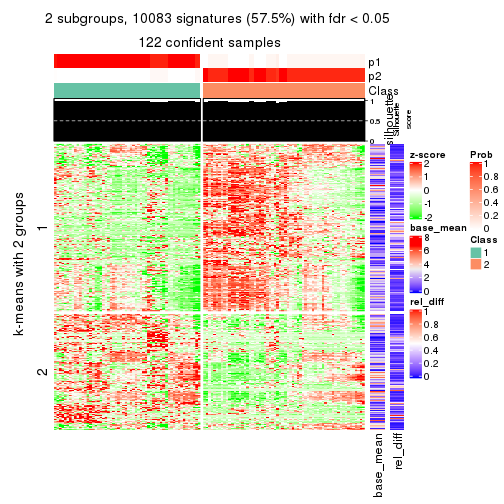 2 subgroups, 10083 signatures (57.5%) with fdr < 0.05
122 confident samples
p1
p2
Class
silhouette
Silhouette
score
1
0.5
0
k-means with 2 groups
1
2
base_mean
rel_diff
z-score
2
1
0
-1
-2
base_mean
8
6
4
2
0
rel_diff
1
0.8
0.6
0.4
0.2
0
Prob
1
0.8
0.6
0.4
0.2
0
Class
1
2